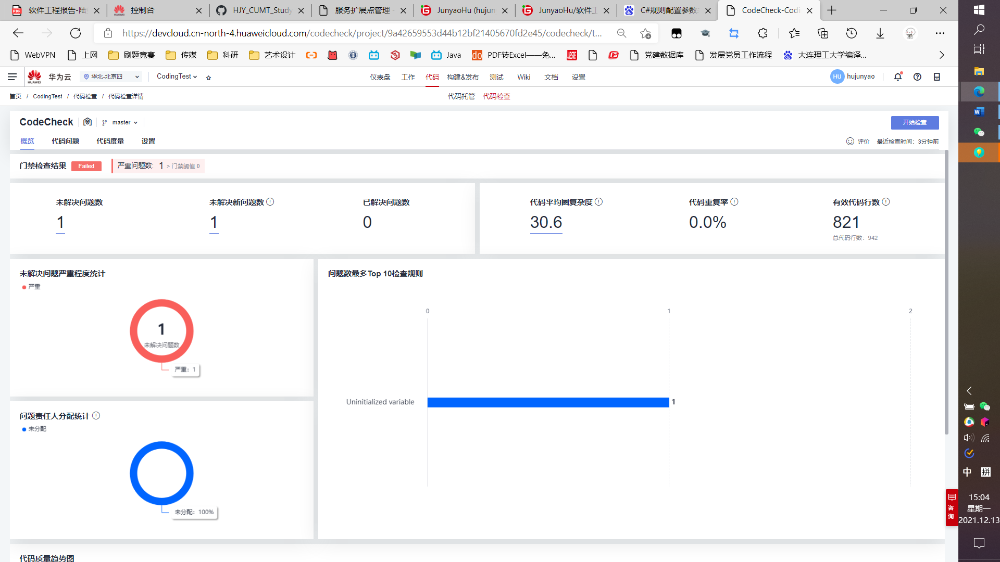 软件工程报告-陆
控制台
HJY_CUMT_Study
服务扩展点管理
JunyaoHu (hujun
JunyaoHu/软件工
C#规则配置参数
CodeCheck-Codi
https://devcloud.cn-north-4.huaweicloud.com/codecheck/project/9a42659553d44b12bf21405670fd2e45/codecheck/t...
WebVPN
上网
刷题竞赛
传媒
科研
艺术设计
Java
PDF转Excel——免...
党建数据库
发展党员工作流程
大连理工大学编译...
HUAWEI
华为云
华北-北京四
CodingTest
仪表盘
工作
代码
构建&发布
测试
Wiki
文档
设置
HU
hujunyao
首页 / CodingTest / 代码检查 / 代码检查详情
代码托管
代码检查
CodeCheck
master
开始检查
概览
代码问题
代码度量
设置
评价
最近检查时间：3分钟前
门禁检查结果
Failed
严重问题数: 1 > 门禁阈值 0
未解决问题数
1
未解决新问题数
1
已解决问题数
0
代码平均圈复杂度
30.6
代码重复率
0.0%
有效代码行数
821
总代码行数：942
未解决问题严重程度统计
严重
1
未解决问题数
严重：1
问题数最多Top 10检查规则
0
1
2
Uninitialized variable
1
问题责任人分配统计
未分配
未分配：100%
代码质量趋势图
咨
询
中
拼
15:04
星期一
2021.12.13